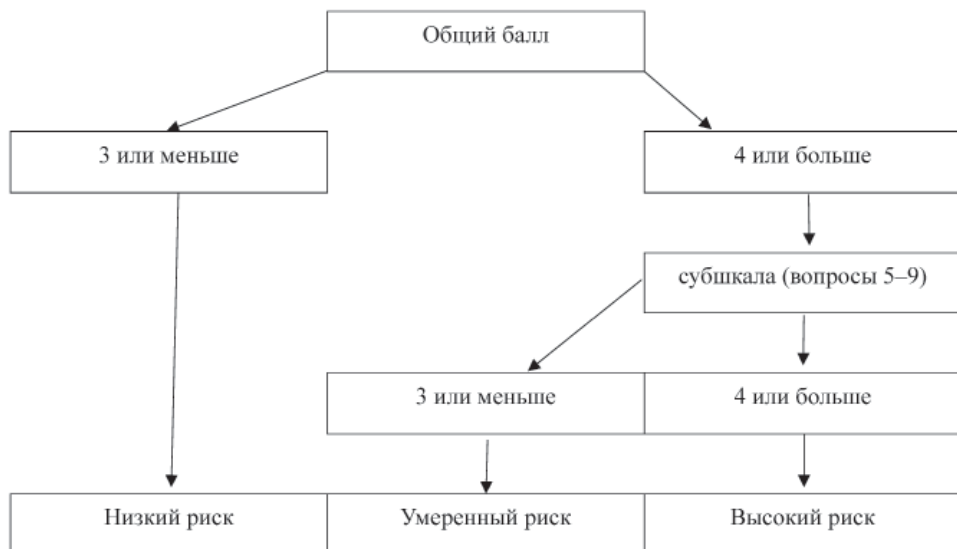 Общий балл
3 или меньше
4 или больше
субшкала (вопросы 5–9)
3 или меньше
4 или больше
Низкий риск
Умеренный риск
Высокий риск